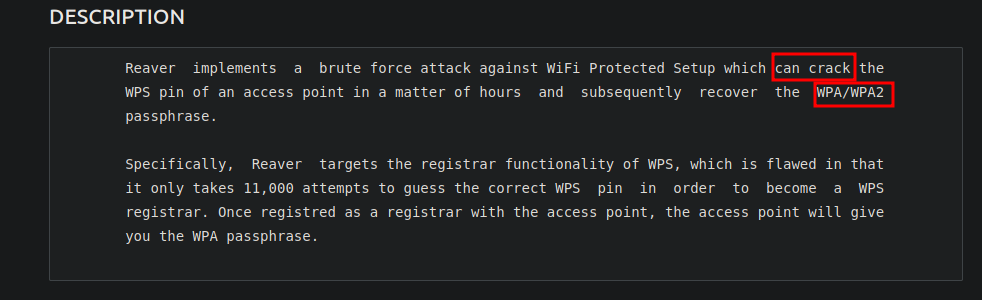 DESCRIPTION
Reaver implements a brute force attack against WiFi Protected Setup which can crack the
WPS pin of an access point in a matter of hours and subsequently recover the WPA/WPA2
passphrase.
Specifically, Reaver targets the registrar functionality of WPS, which is flawed in that
it only takes 11,000 attempts to guess the correct WPS pin in order to become a WPS
registrar. Once registred as a registrar with the access point, the access point will give
you the WPA passphrase.